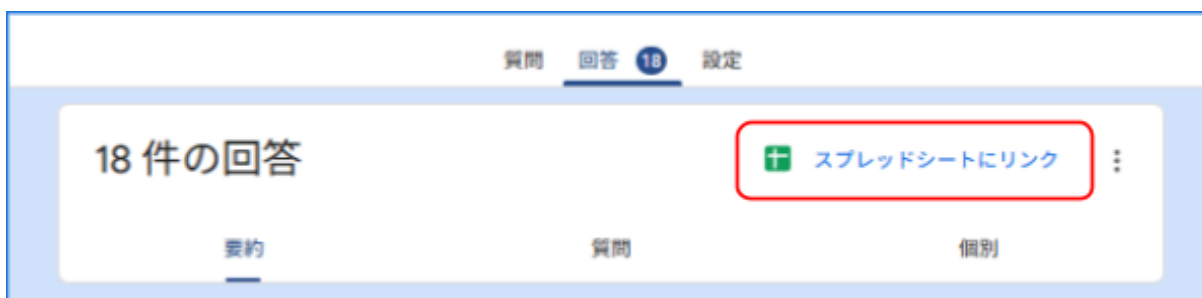 質問 回答 18 設定
18 件の回答 スプレッドシートにリンク
要約 質問 個別